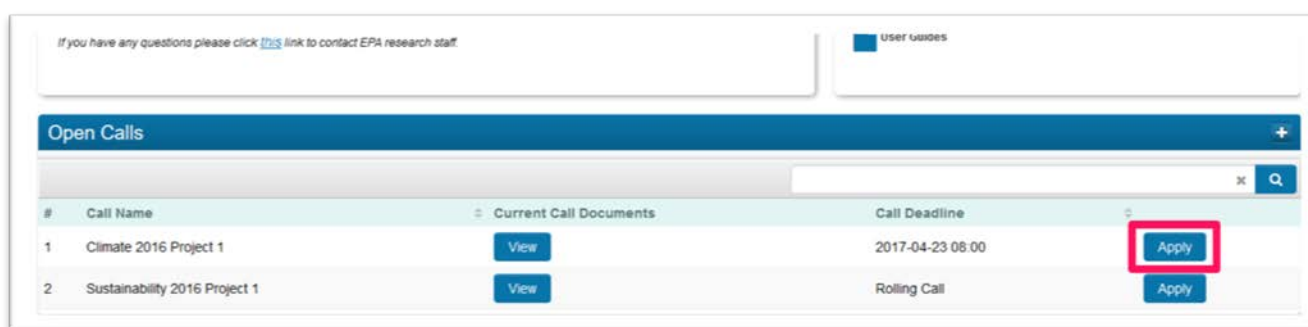 If you have any questions please click this link to contact EPA research staff.
User Guides
Open Calls
# Call Name Current Call Documents Call Deadline
1 Climate 2016 Project 1 View 2017-04-23 08:00 Apply
2 Sustainability 2016 Project 1 View Rolling Call Apply